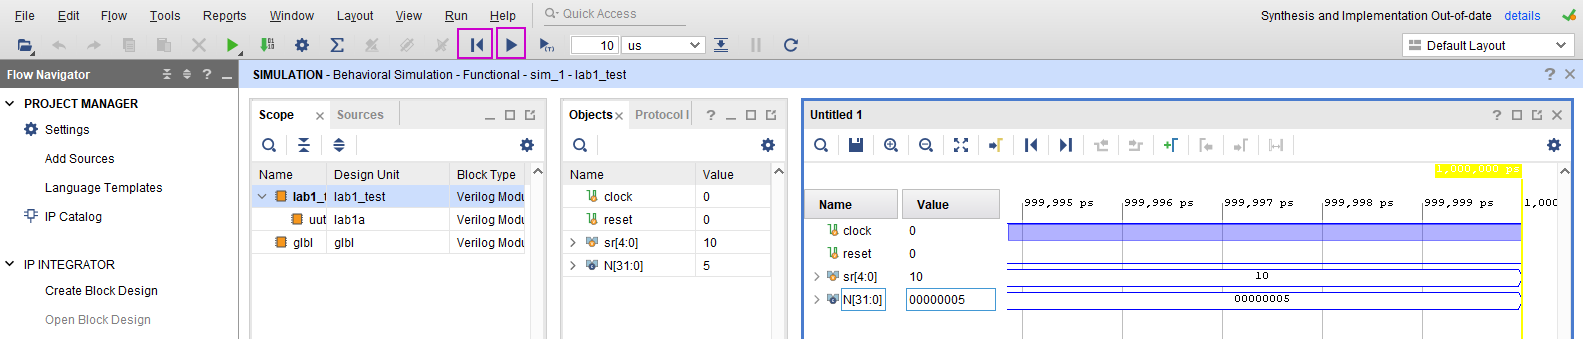 File Edit Flow Tools Reports Window Layout View Run Help Quick Access Synthesis and Implementation Out-of-date details
10 us Default Layout
Flow Navigator SIMULATION - Behavioral Simulation - Functional - sim_1 - lab1_test
PROJECT MANAGER
Settings
Add Sources
Language Templates
IP Catalog
IP INTEGRATOR
Create Block Design
Open Block Design
Scope Sources
Name Design Unit Block Type
lab1_t lab1_test Verilog Modu
uut lab1a Verilog Modu
glbl glbl Verilog Modu
Objects Protocol I
Name Value
clock 0
reset 0
sr[4:0] 10
N[31:0] 5
Untitled 1
Name Value 999,995 ps 999,996 ps 999,997 ps 999,998 ps 999,999 ps 1,000
clock 0
reset 0
sr[4:0] 10 10
N[31:0] 00000005 00000005